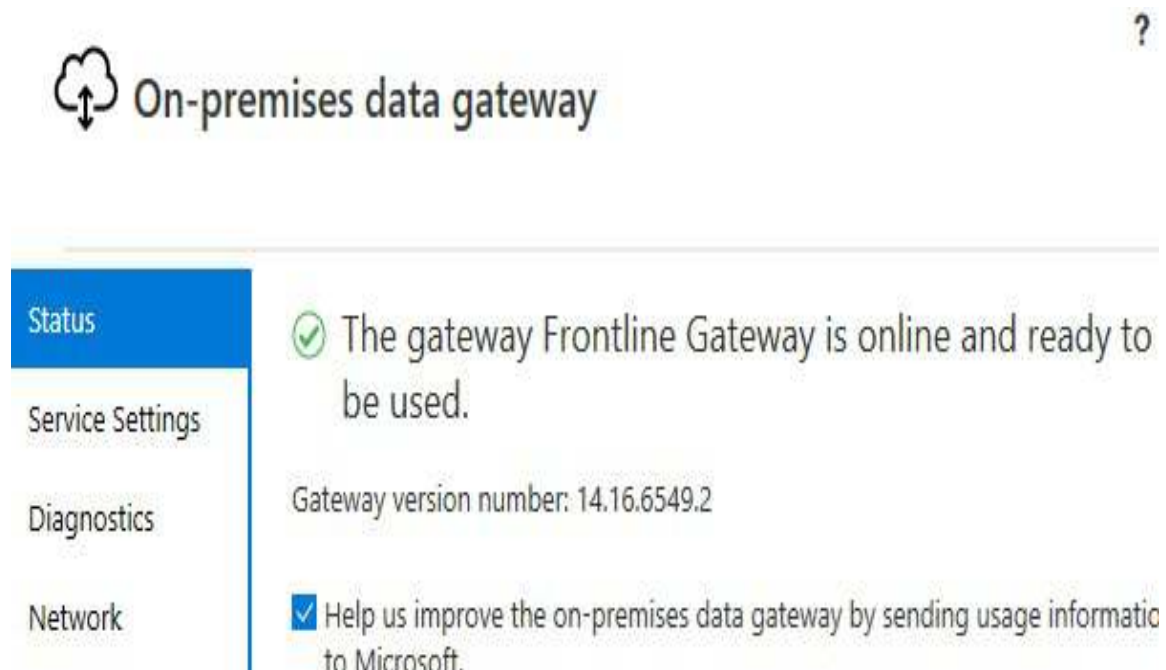 ?
On-premises data gateway
Status
The gateway Frontline Gateway is online and ready to
be used.
Service Settings
Gateway version number: 14.16.6549.2
Diagnostics
Network
Help us improve the on-premises data gateway by sending usage informatio
to Microsoft.